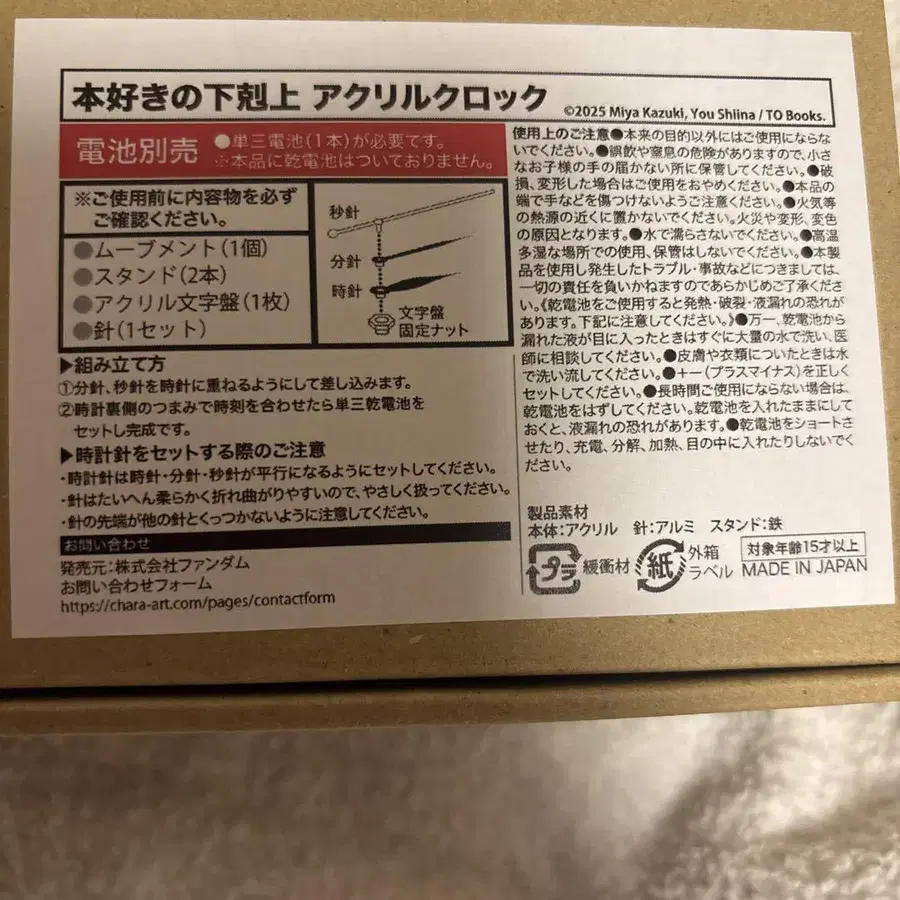 本好きの下剋上 アクリルクロック
©2025 Miya Kazuki, You Shiina / TO Books.
電池別売
●単三電池(1本)が必要です。
※本品に乾電池はついておりません。
※ご使用前に内容物を必ず
ご確認ください。
●ムーブメント(1個)
●スタンド(2本)
●アクリル文字盤(1枚)
●針(1セット)
秒針
分針
時針
文字盤
固定ナット
▶組み立て方
①分針、秒針を時針に重ねるようにして差し込みます。
②時計裏側のつまみで時刻を合わせたら単三乾電池を
セットし完成です。
▶時計針をセットする際のご注意
・時計針は時針・分針・秒針が平行になるようにセットしてください。
・針はたいへん柔らかく折れ曲がりやすいので、やさしく扱ってください。
・針の先端が他の針とくっつかないように注意してください。
お問い合わせ
発売元:株式会社ファンダム
お問い合わせフォーム
https://chara-art.com/pages/contactform
使用上のご注意●本来の目的以外にはご使用にならな
いでください。●誤飲や窒息の危険がありますので、小さ
なお子様の手の届かない所に保管してください。●破
損、変形した場合はご使用をおやめください。●本品の
端で手などを傷つけないようご注意ください。●火気等
の熱源の近くに置かないでください。火災や変形、変色
の原因となります。●水で濡らさないでください。●高温
多湿な場所での使用、保管はしないでください。●本製
品を使用し発生したトラブル・事故などにつきましては、
一切の責任を負いかねますのであらかじめご了承くださ
い。《乾電池をご使用すると発熱・破裂・液漏れの恐れが
あります。下記に注意してください。》●万一、乾電池から
漏れた液が目に入ったときはすぐに大量の水で洗い、医
師に相談してください。●皮膚や衣類についたときは水
で洗い流してください。●+-(プラスマイナス)を正しく
セットしてください。●長時間ご使用にならない場合は、
乾電池をはずしてください。乾電池を入れたままにして
おくと、液漏れの恐れがあります。●乾電池をショートさ
せたり、充電、分解、加熱、目の中に入れたりしないでく
ださい。
製品素材
本体:アクリル 針:アルミ スタンド:鉄
プラ 緩衝材
紙 外箱
ラベル
対象年齢15才以上
MADE IN JAPAN